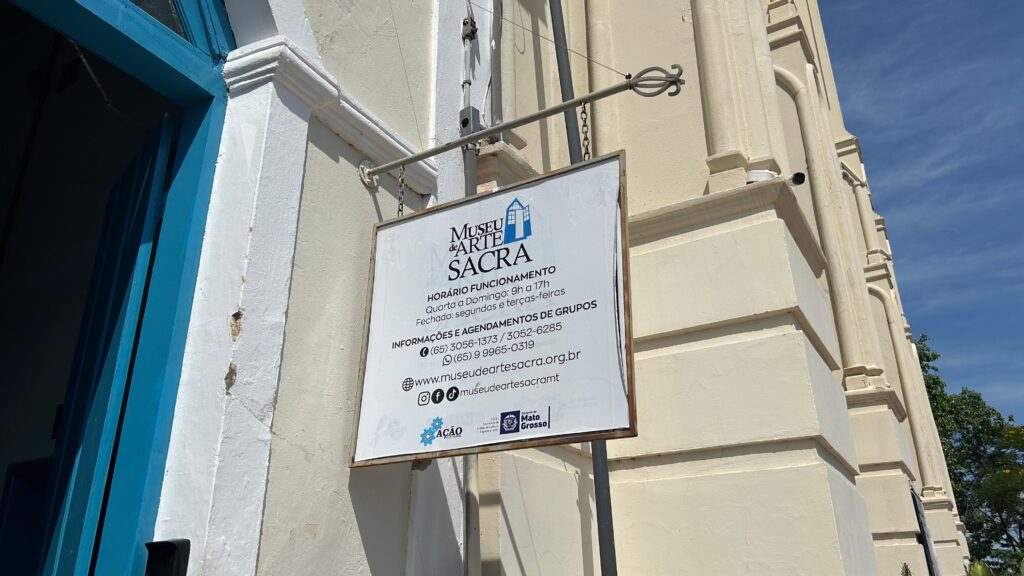 MUSEU
de ARTE
SACRA
HORÁRIO FUNCIONAMENTO
Quarta a Domingo: 9h a 17h
Fechado: segundas e terças-feiras
INFORMAÇÕES E AGENDAMENTOS DE GRUPOS
(65) 3056-1373 / 3052-6285
(65) 9 9965-0319
www.museudeartesacra.org.br
museudeartesacramt
AÇÃO
Mato
Grosso